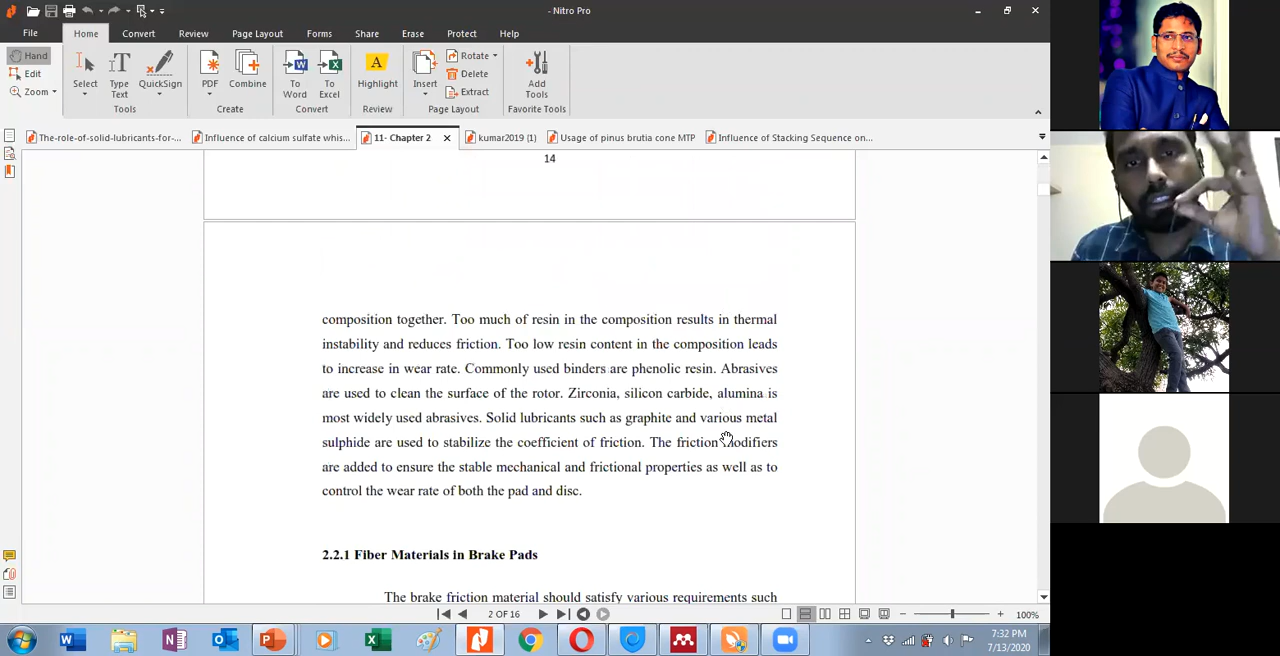 - Nitro Pro
File
Home
Convert
Review
Page Layout
Forms
Share
Erase
Protect
Help
Hand
Edit
Zoom
Select
Type
Text
QuickSign
Tools
PDF
Combine
Create
To
Word
To
Excel
Convert
Highlight
Review
Insert
Rotate
Delete
Extract
Page Layout
Add
Tools
Favorite Tools
The-role-of-solid-lubricants-for-...
Influence of calcium sulfate whis...
11- Chapter 2
kumar2019 (1)
Usage of pinus brutia cone MTP
Influence of Stacking Sequence on...
14
composition together. Too much of resin in the composition results in thermal
instability and reduces friction. Too low resin content in the composition leads
to increase in wear rate. Commonly used binders are phenolic resin. Abrasives
are used to clean the surface of the rotor. Zirconia, silicon carbide, alumina is
most widely used abrasives. Solid lubricants such as graphite and various metal
sulphide are used to stabilize the coefficient of friction. The friction modifiers
are added to ensure the stable mechanical and frictional properties as well as to
control the wear rate of both the pad and disc.
2.2.1 Fiber Materials in Brake Pads
The brake friction material should satisfy various requirements such
2 OF 16
100%
7:32 PM
7/13/2020